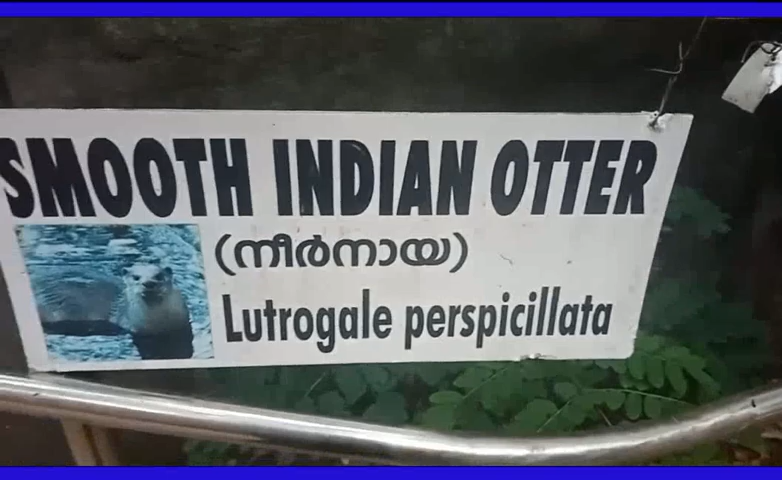 SMOOTH INDIAN OTTER
(നീർനായ)
Lutrogale perspicillata